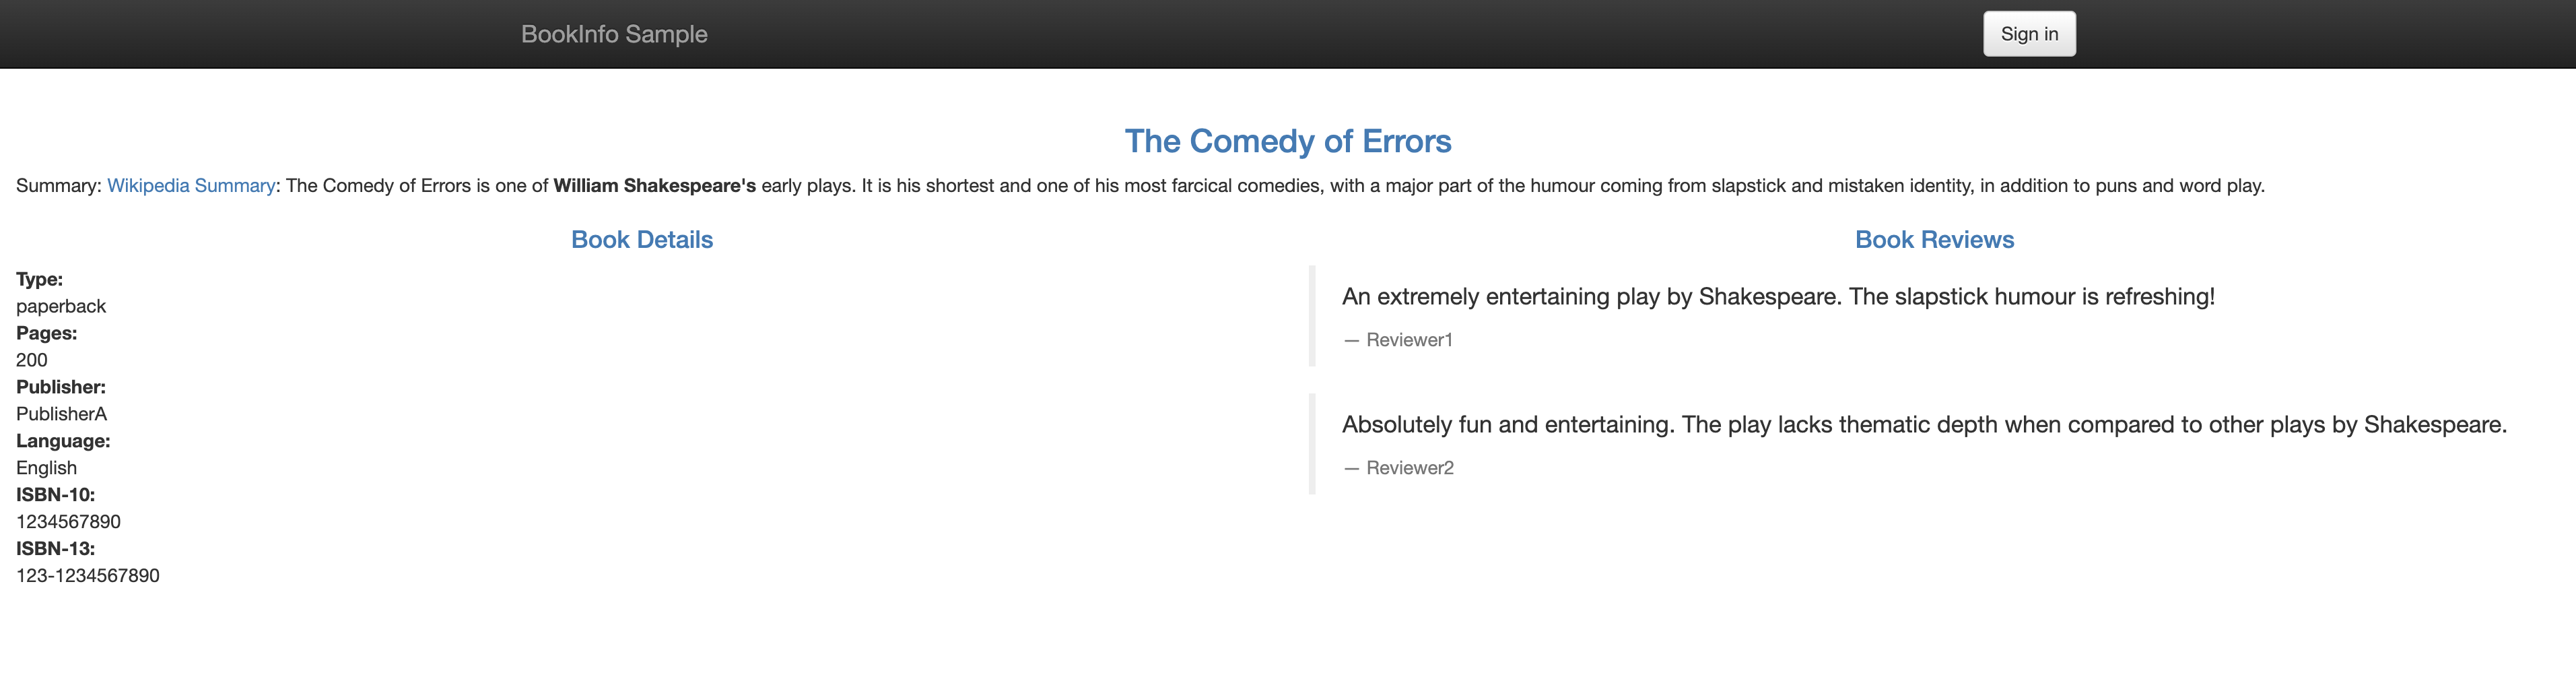 BookInfo Sample
Sign in
The Comedy of Errors
Summary: Wikipedia Summary: The Comedy of Errors is one of William Shakespeare's early plays. It is his shortest and one of his most farcical comedies, with a major part of the humour coming from slapstick and mistaken identity, in addition to puns and word play.
Book Details
Type:
paperback
Pages:
200
Publisher:
PublisherA
Language:
English
ISBN-10:
1234567890
ISBN-13:
123-1234567890
Book Reviews
An extremely entertaining play by Shakespeare. The slapstick humour is refreshing!
— Reviewer1
Absolutely fun and entertaining. The play lacks thematic depth when compared to other plays by Shakespeare.
— Reviewer2